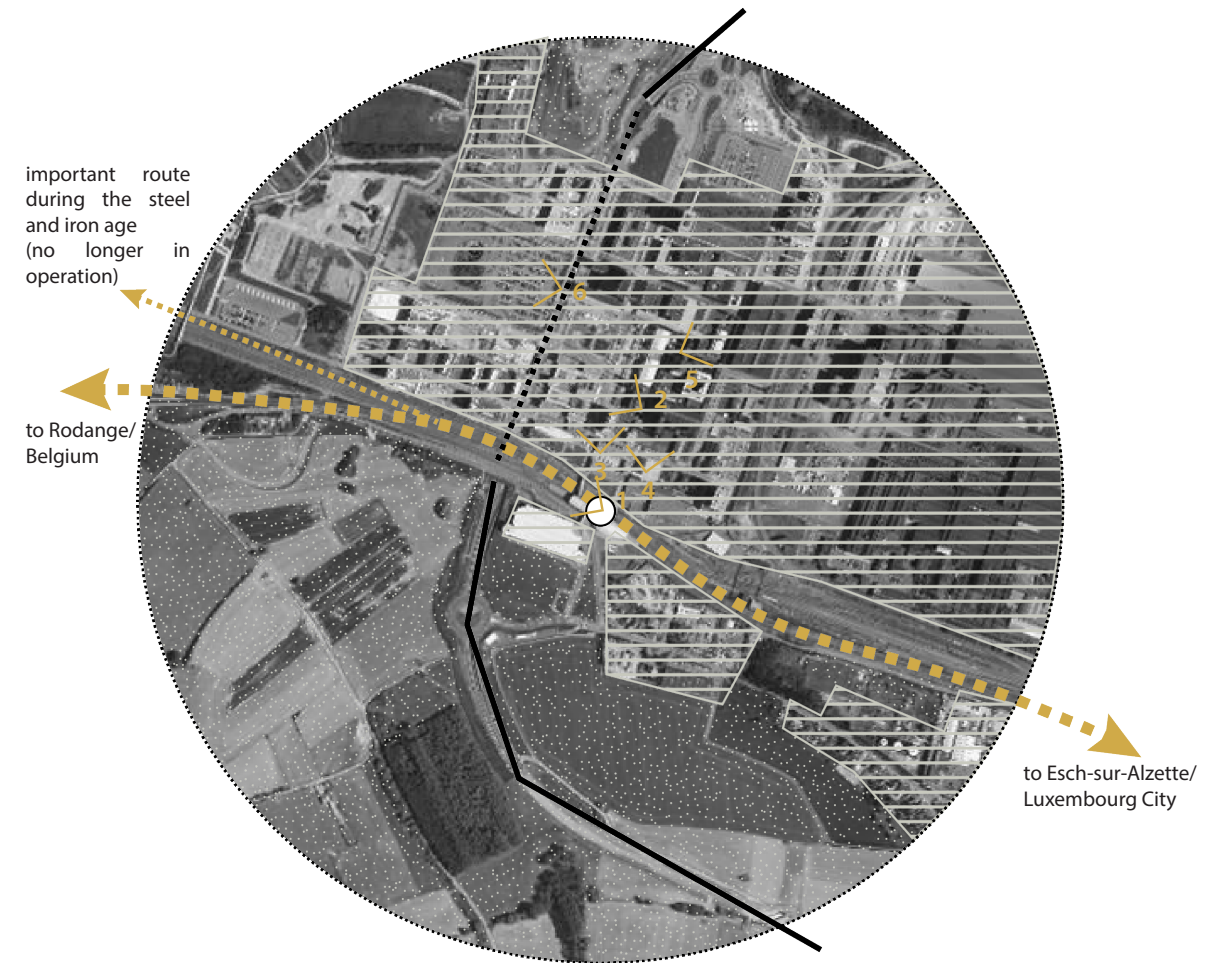 important route
during the steel
and iron age
(no longer in
operation)
6
5
2
to Rodange/
Belgium
3
4
1
to Esch-sur-Alzette/
Luxembourg City